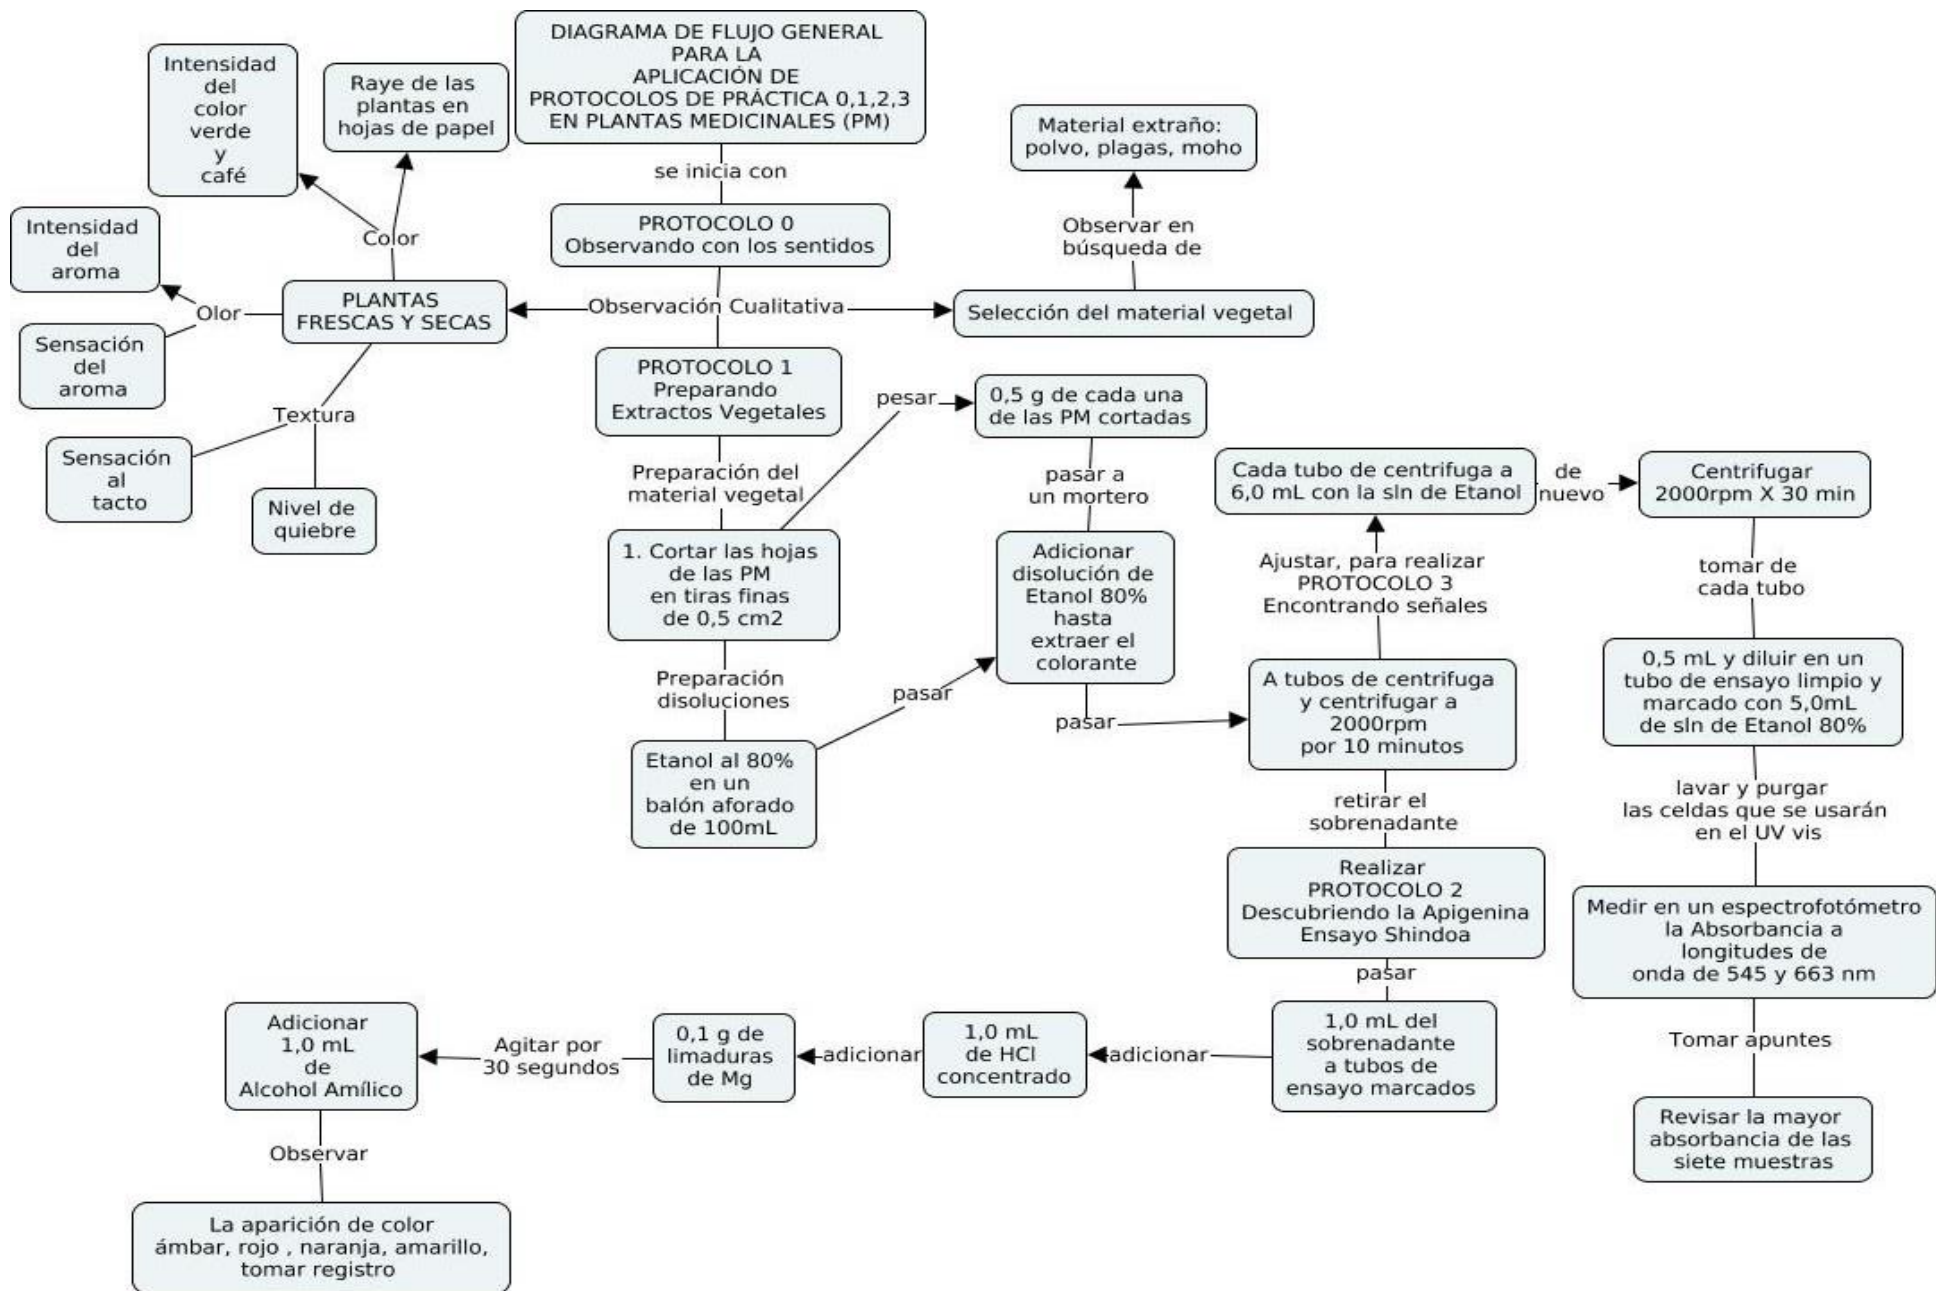 DIAGRAMA DE FLUJO GENERAL
PARA LA
APLICACIÓN DE
PROTOCOLOS DE PRÁCTICA 0,1,2,3
EN PLANTAS MEDICINALES (PM)
se inicia con
PROTOCOLO 0
Observando con los sentidos
Observación Cualitativa
PLANTAS
FRESCAS Y SECAS
Color
Intensidad
del
color
verde
y
café
Raye de las
plantas en
hojas de papel
Olor
Intensidad
del
aroma
Sensación
del
aroma
Textura
Sensación
al
tacto
Nivel de
quiebre
Selección del material vegetal
Observar en
búsqueda de
Material extraño:
polvo, plagas, moho
PROTOCOLO 1
Preparando
Extractos Vegetales
Preparación del
material vegetal
1. Cortar las hojas
de las PM
en tiras finas
de 0,5 cm2
pesar
0,5 g de cada una
de las PM cortadas
pasar a
un mortero
Preparación
disoluciones
Etanol al 80%
en un
balón aforado
de 100mL
pasar
Adicionar
disolución de
Etanol 80%
hasta
extraer el
colorante
pasar
A tubos de centrifuga
y centrifugar a
2000rpm
por 10 minutos
Ajustar, para realizar
PROTOCOLO 3
Encontrando señales
Cada tubo de centrifuga a
6,0 mL con la sln de Etanol
de
nuevo
Centrifugar
2000rpm X 30 min
tomar de
cada tubo
0,5 mL y diluir en un
tubo de ensayo limpio y
marcado con 5,0mL
de sln de Etanol 80%
lavar y purgar
las celdas que se usarán
en el UV vis
Medir en un espectrofotómetro
la Absorbancia a
longitudes de
onda de 545 y 663 nm
Tomar apuntes
Revisar la mayor
absorbancia de las
siete muestras
retirar el
sobrenadante
Realizar
PROTOCOLO 2
Descubriendo la Apigenina
Ensayo Shindoa
pasar
1,0 mL del
sobrenadante
a tubos de
ensayo marcados
adicionar
1,0 mL
de HCl
concentrado
adicionar
0,1 g de
limaduras
de Mg
Agitar por
30 segundos
Adicionar
1,0 mL
de
Alcohol Amílico
Observar
La aparición de color
ámbar, rojo , naranja, amarillo,
tomar registro